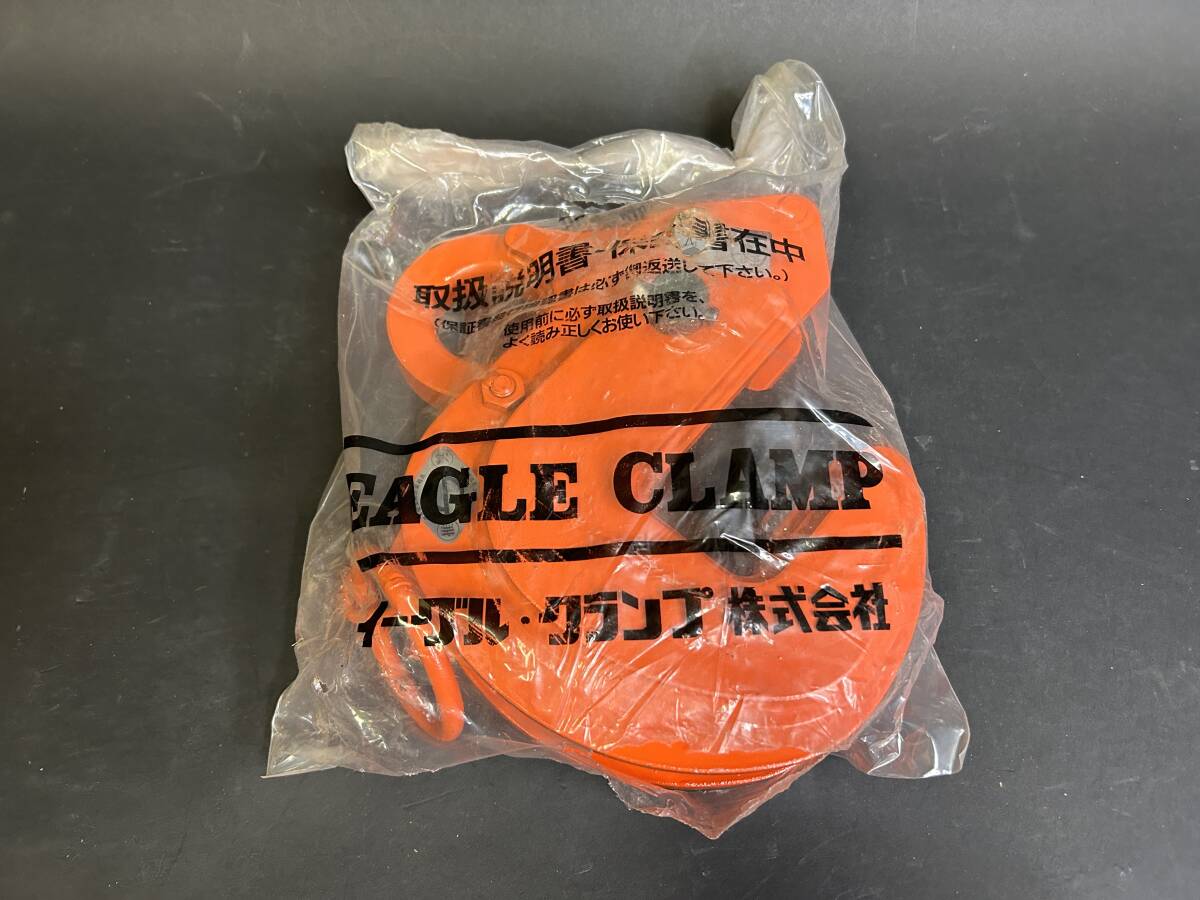 取扱説明書・保証書在中
(保証書は必ず御返送して下さい。)
使用前に必ず取扱説明書を、
よく読み正しくお使い下さい。
EAGLE CLAMP
イーグル・クランプ株式会社